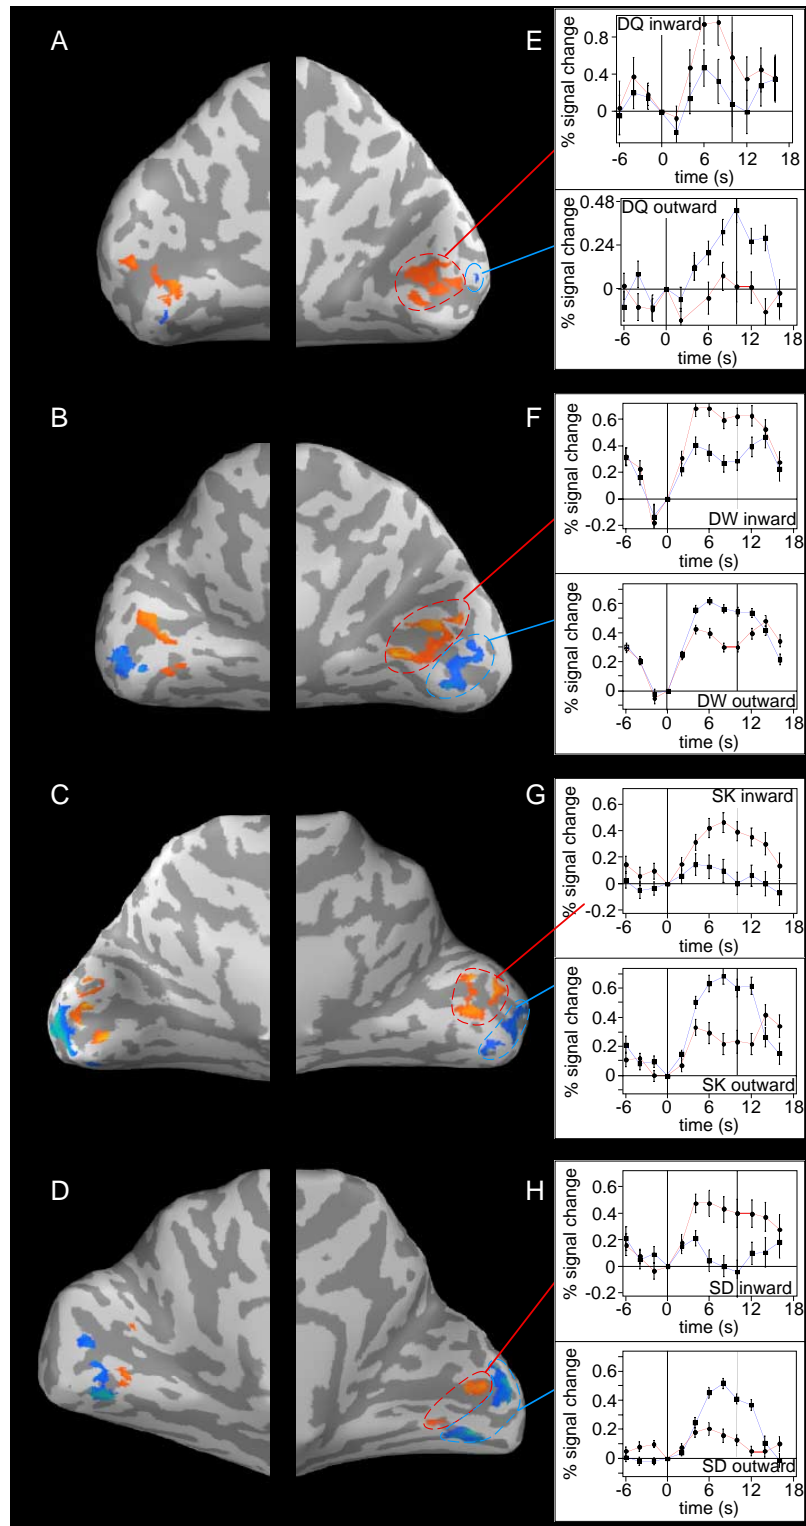 A
E
DQ inward
% signal change
0.8
0.4
0
-6 0 6 12 18
time (s)
DQ outward
% signal change
0.48
0.24
0
-6 0 6 12 18
time (s)
B
F
% signal change
0.6
0.4
0.2
0
-0.2
DW inward
-6 0 6 12 18
time (s)
% signal change
0.6
0.4
0.2
0
DW outward
-6 0 6 12 18
time (s)
C
G
SK inward
% signal change
0.6
0.4
0.2
0
-0.2
-6 0 6 12 18
time (s)
% signal change
0.6
0.4
0.2
0
SK outward
-6 0 6 12 18
time (s)
D
H
% signal change
0.6
0.4
0.2
0
-0.2
SD inward
-6 0 6 12 18
time (s)
% signal change
0.6
0.4
0.2
0
SD outward
-6 0 6 12 18
time (s)